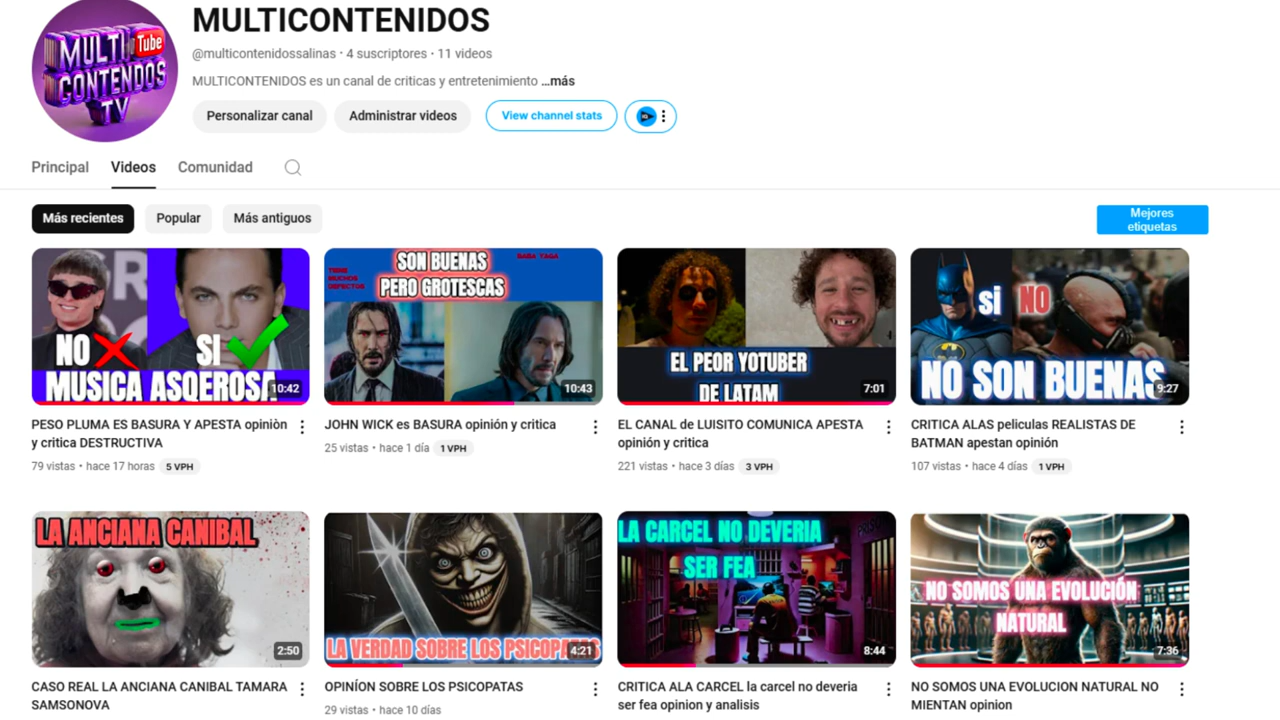 MULTI Tube
CONTENDOS
TV
MULTICONTENIDOS
@multicontenidossalinas · 4 suscriptores · 11 videos
MULTICONTENIDOS es un canal de criticas y entretenimiento ...más
Personalizar canal
Administrar videos
View channel stats
Principal
Videos
Comunidad
Más recientes
Popular
Más antiguos
Mejores
etiquetas
NO
SI
MUSICA ASQEROSA
10:42
TIENE
MUCHOS
DEFECTOR
SON BUENAS
PERO GROTESCAS
BABA YAGA
10:43
EL PEOR YOTUBER
DE LATAM
7:01
si NO
NO SON BUENAS
9:27
PESO PLUMA ES BASURA Y APESTA opiniòn
y critica DESTRUCTIVA
79 vistas • hace 17 horas 5 VPH
JOHN WICK es BASURA opinión y critica
25 vistas • hace 1 día 1 VPH
EL CANAL de LUISITO COMUNICA APESTA
opinión y critica
221 vistas • hace 3 días 3 VPH
CRITICA ALAS peliculas REALISTAS DE
BATMAN apestan opinión
107 vistas • hace 4 días 1 VPH
LA ANCIANA CANIBAL
2:50
LA VERDAD SOBRE LOS PSICOPATAS
4:21
LA CARCEL NO DEVERIA
SER FEA
8:44
NO SOMOS UNA EVOLUCIÓN
NATURAL
7:36
CASO REAL LA ANCIANA CANIBAL TAMARA
SAMSONOVA
OPINÍON SOBRE LOS PSICOPATAS
29 vistas • hace 10 días
CRITICA ALA CARCEL la carcel no deveria
ser fea opinion y analisis
NO SOMOS UNA EVOLUCION NATURAL NO
MIENTAN opinion